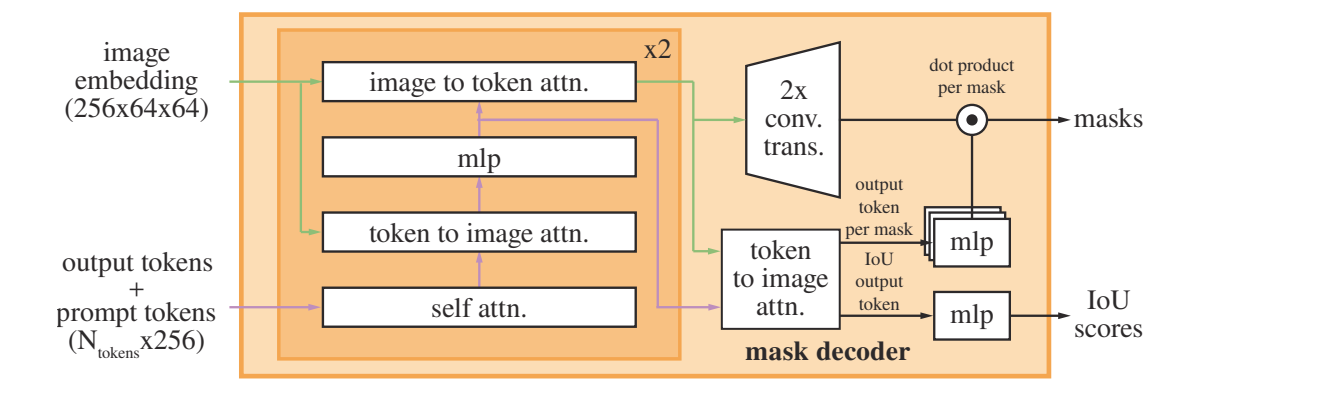 image
embedding
(256x64x64)
output tokens
+
prompt tokens
(N_tokens x256)
x2
image to token attn.
mlp
token to image attn.
self attn.
2x
conv.
trans.
dot product
per mask
masks
output
token
per mask
mlp
token
to image
attn.
IoU
output
token
mlp
IoU
scores
mask decoder